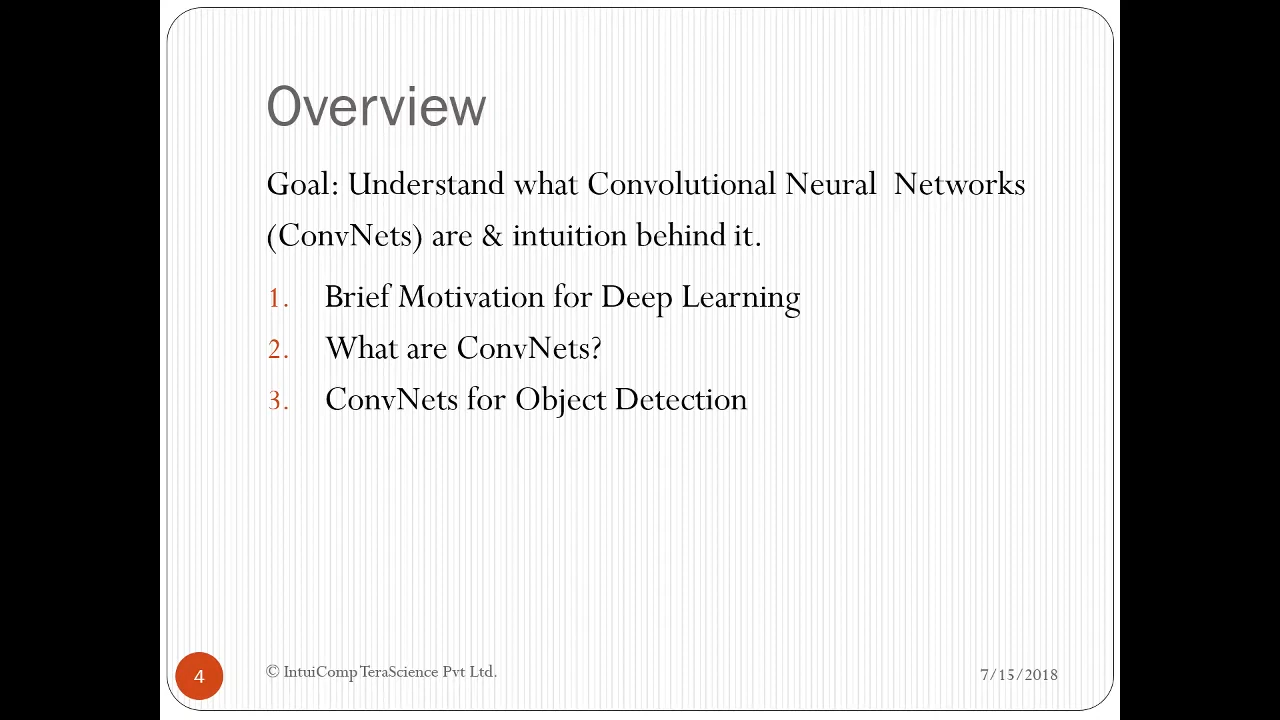 Overview
Goal: Understand what Convolutional Neural Networks
(ConvNets) are & intuition behind it.
1. Brief Motivation for Deep Learning
2. What are ConvNets?
3. ConvNets for Object Detection
4
© IntuiComp TeraScience Pvt Ltd.
7/15/2018